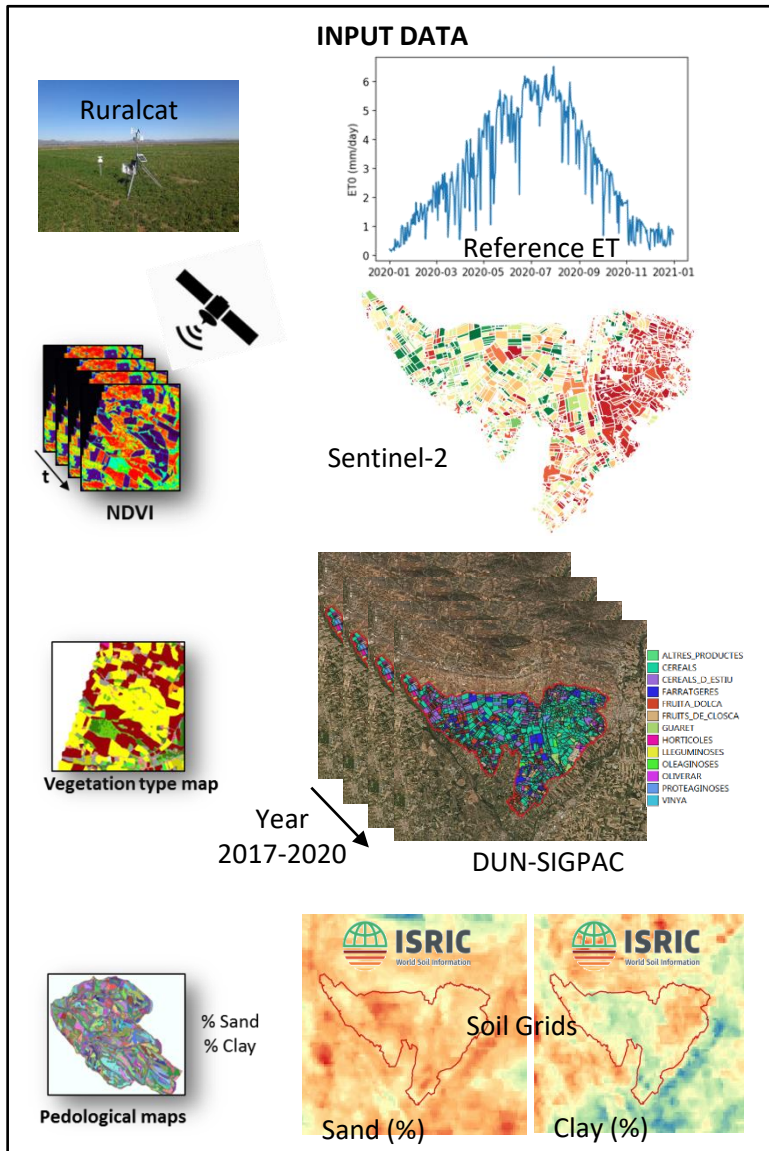 INPUT DATA
Ruralcat
ET0 (mm/day)
6
5
4
3
2
1
0
Reference ET
2020-01 2020-03 2020-05 2020-07 2020-09 2020-11 2021-01
t
NDVI
Sentinel-2
Vegetation type map
Year
2017-2020
ALTRES_PRODUCTES
CEREALS
CEREALS_D_ESTIU
FARRATGERES
FRUITA_DOLCA
FRUITS_DE_CLOSCA
GUARET
HORTICOLES
LLEGUMINOSES
OLEAGINOSES
OLIVERAR
PROTEAGINOSES
VINYA
DUN-SIGPAC
% Sand
% Clay
Pedological maps
ISRIC
World Soil Information
ISRIC
World Soil Information
Soil Grids
Sand (%)
Clay (%)